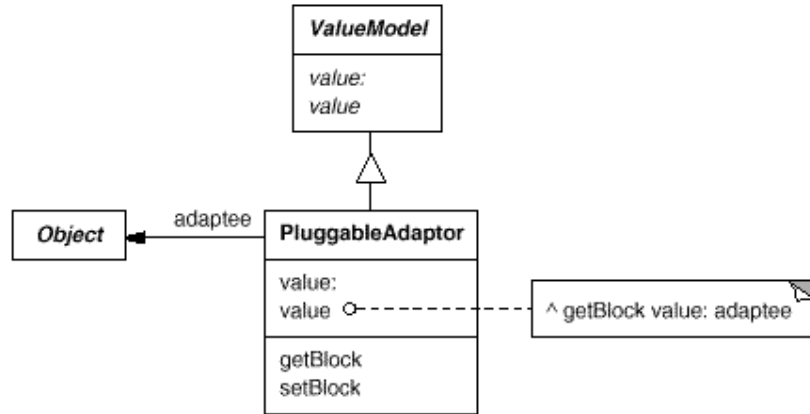 ValueModel
value:
value
adaptee
Object
PluggableAdaptor
value:
value
^ getBlock value: adaptee
getBlock
setBlock